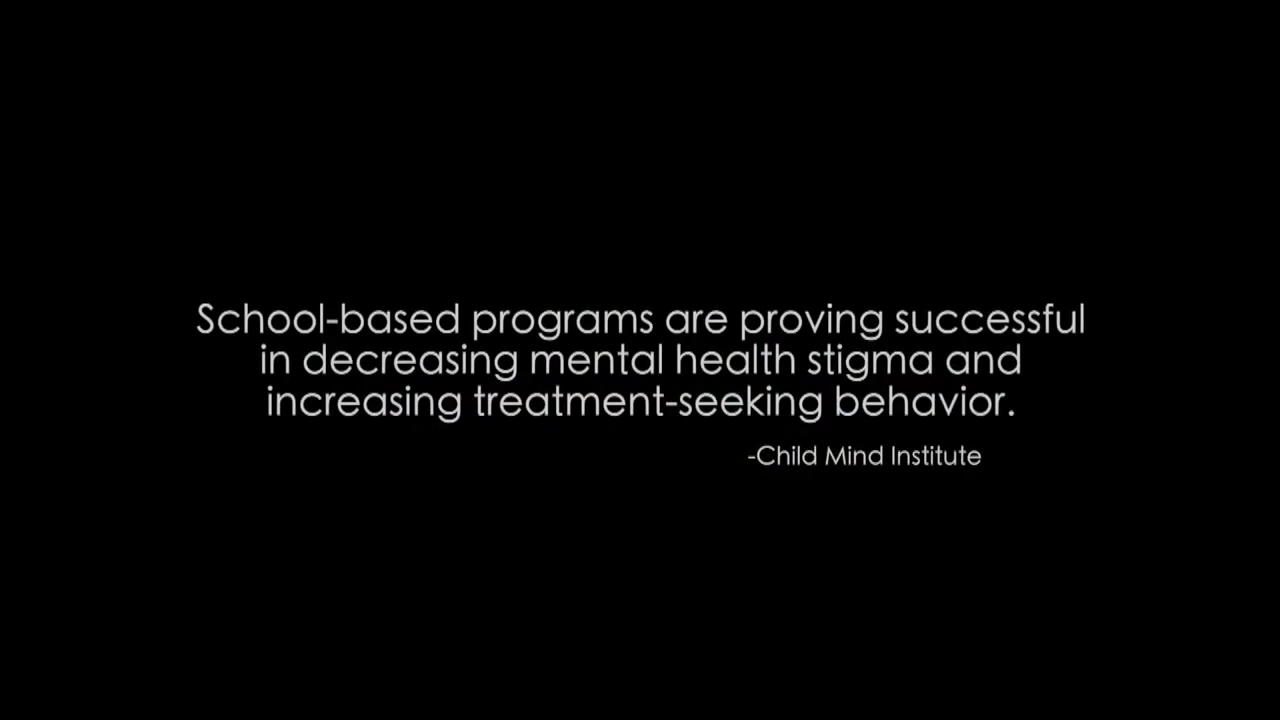 School-based programs are proving successful
in decreasing mental health stigma and
increasing treatment-seeking behavior.
-Child Mind Institute